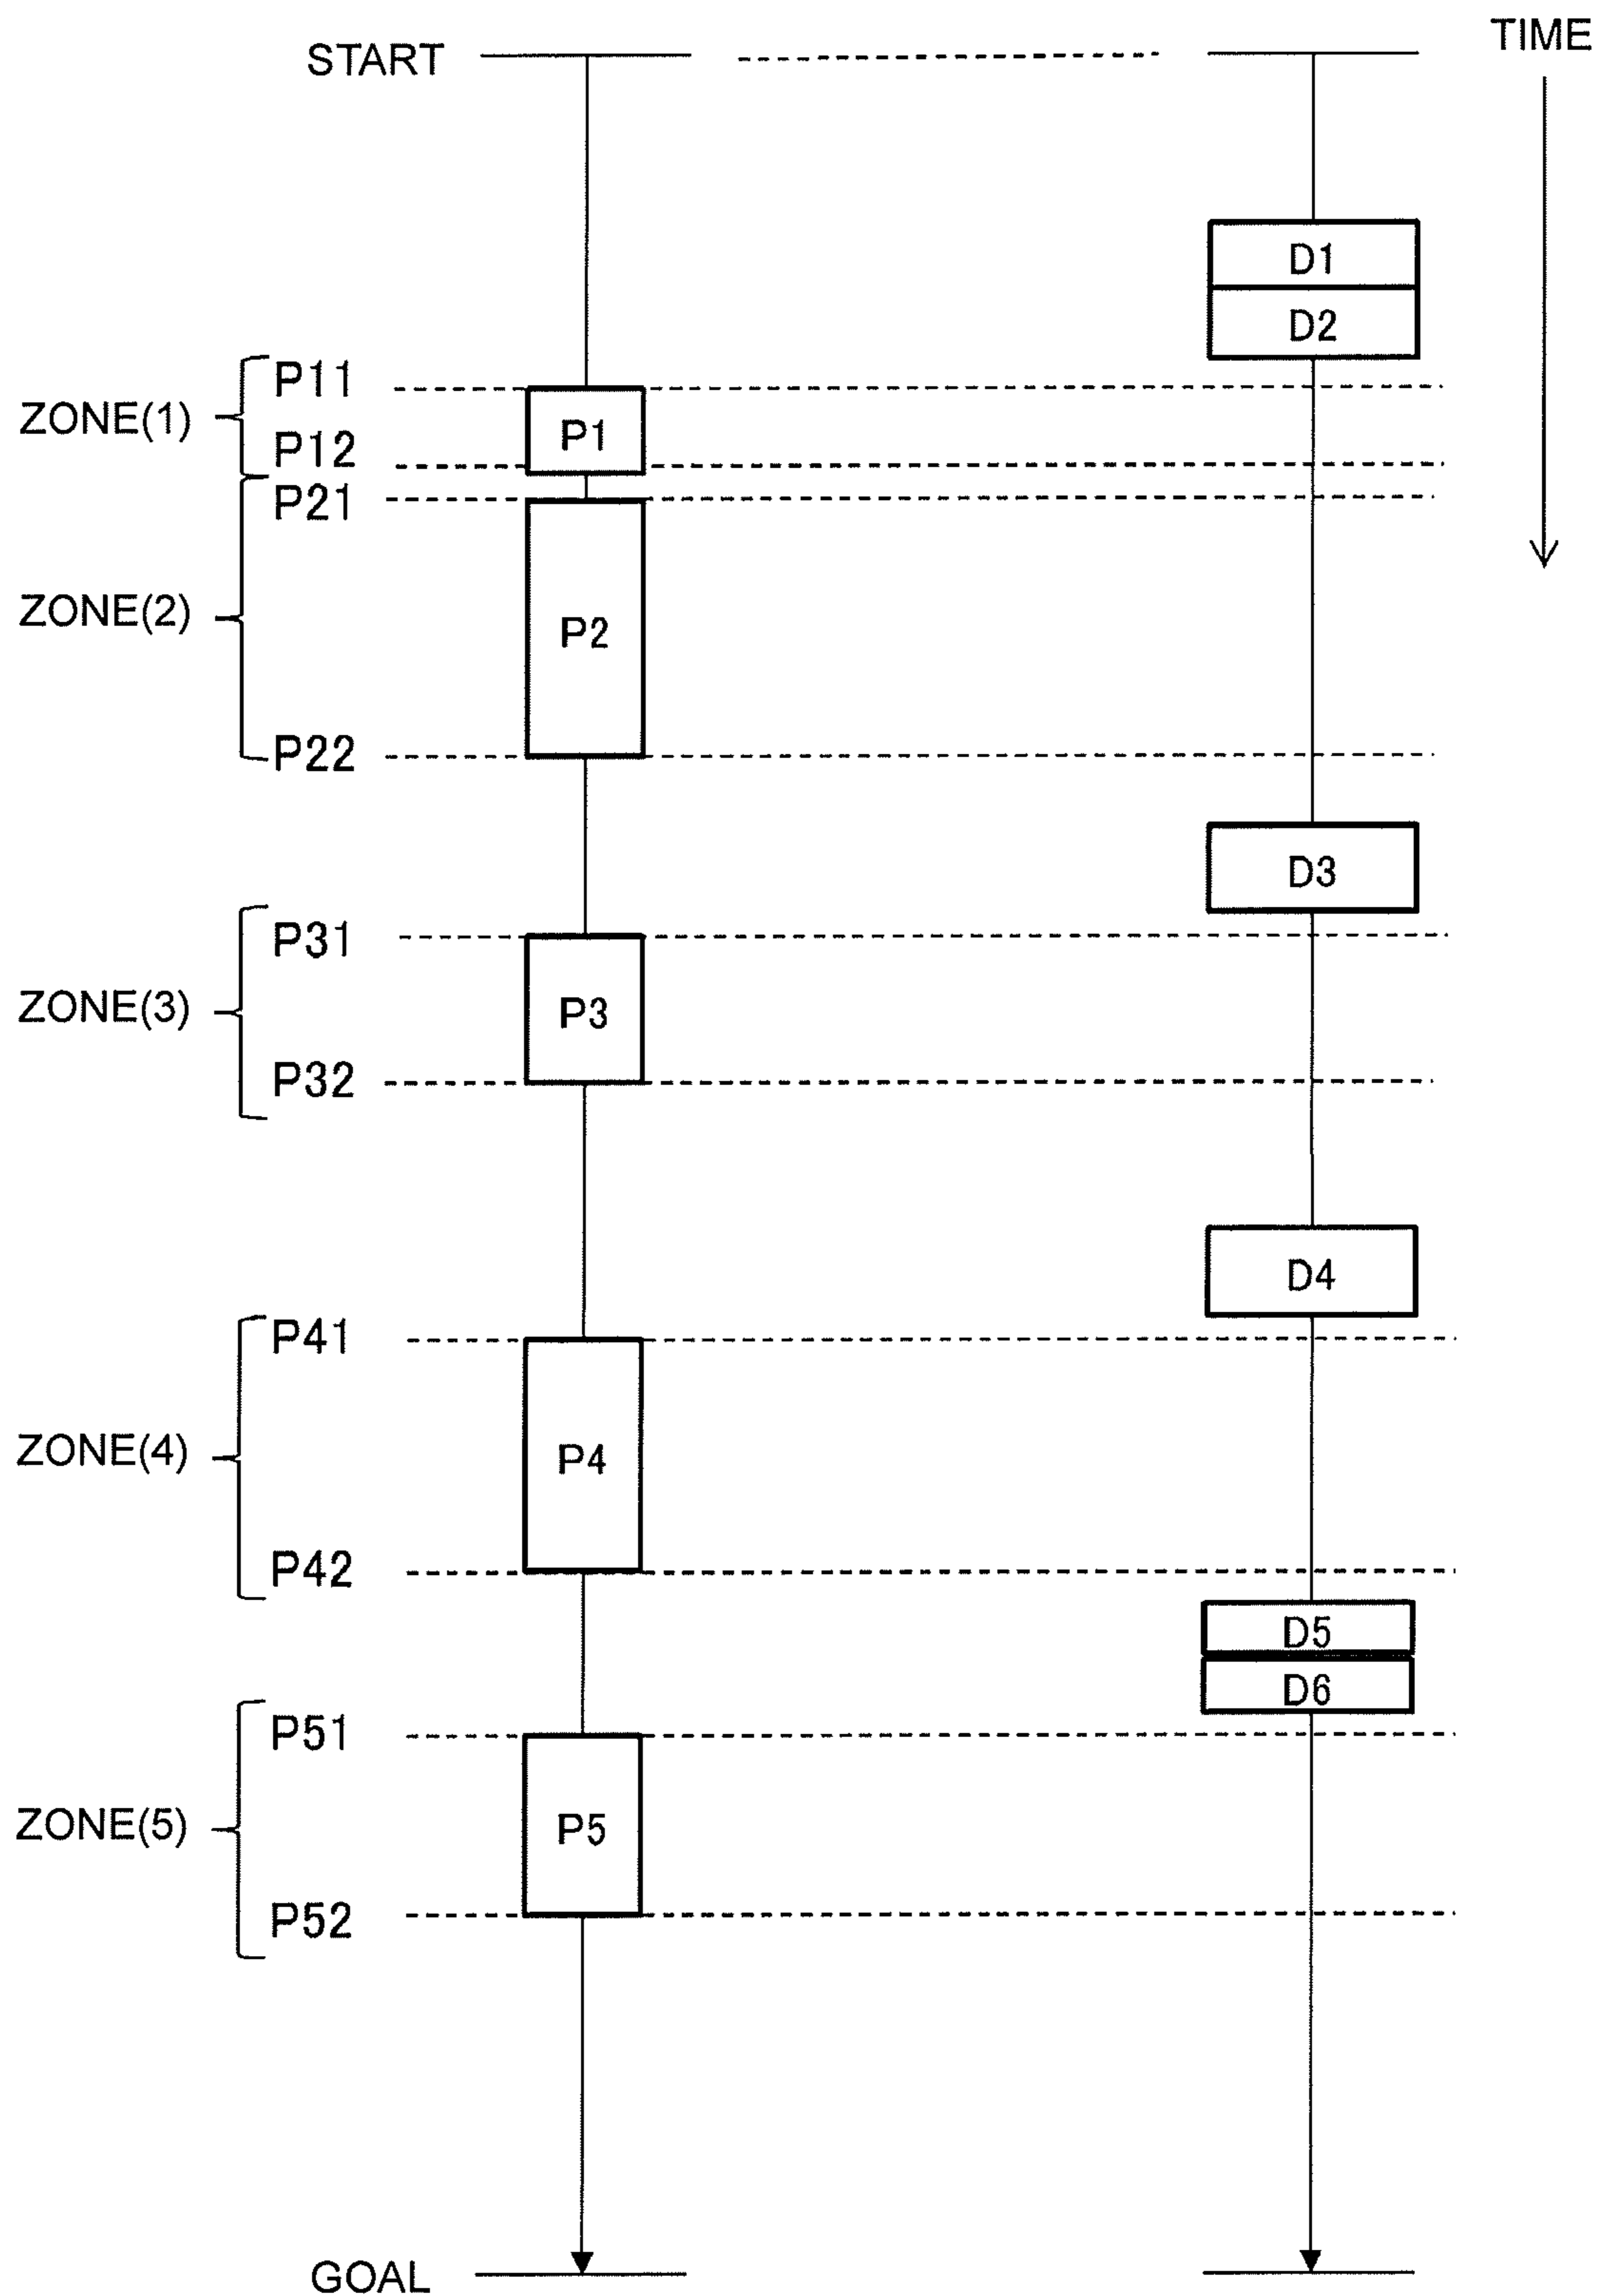 TIME
START
D1
D2
P11
ZONE(1)
P1
P12
P21
ZONE(2)
P2
P22
D3
P31
ZONE(3)
P3
P32
D4
P41
ZONE(4)
P4
P42
D5
D6
P51
ZONE(5)
P5
P52
GOAL